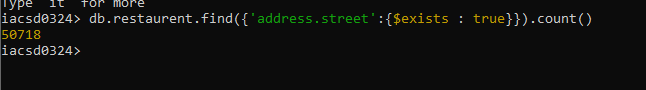 Type "it" for more
iacsd0324> db.restaurent.find({'address.street':{$exists : true}}).count()
50718
iacsd0324>